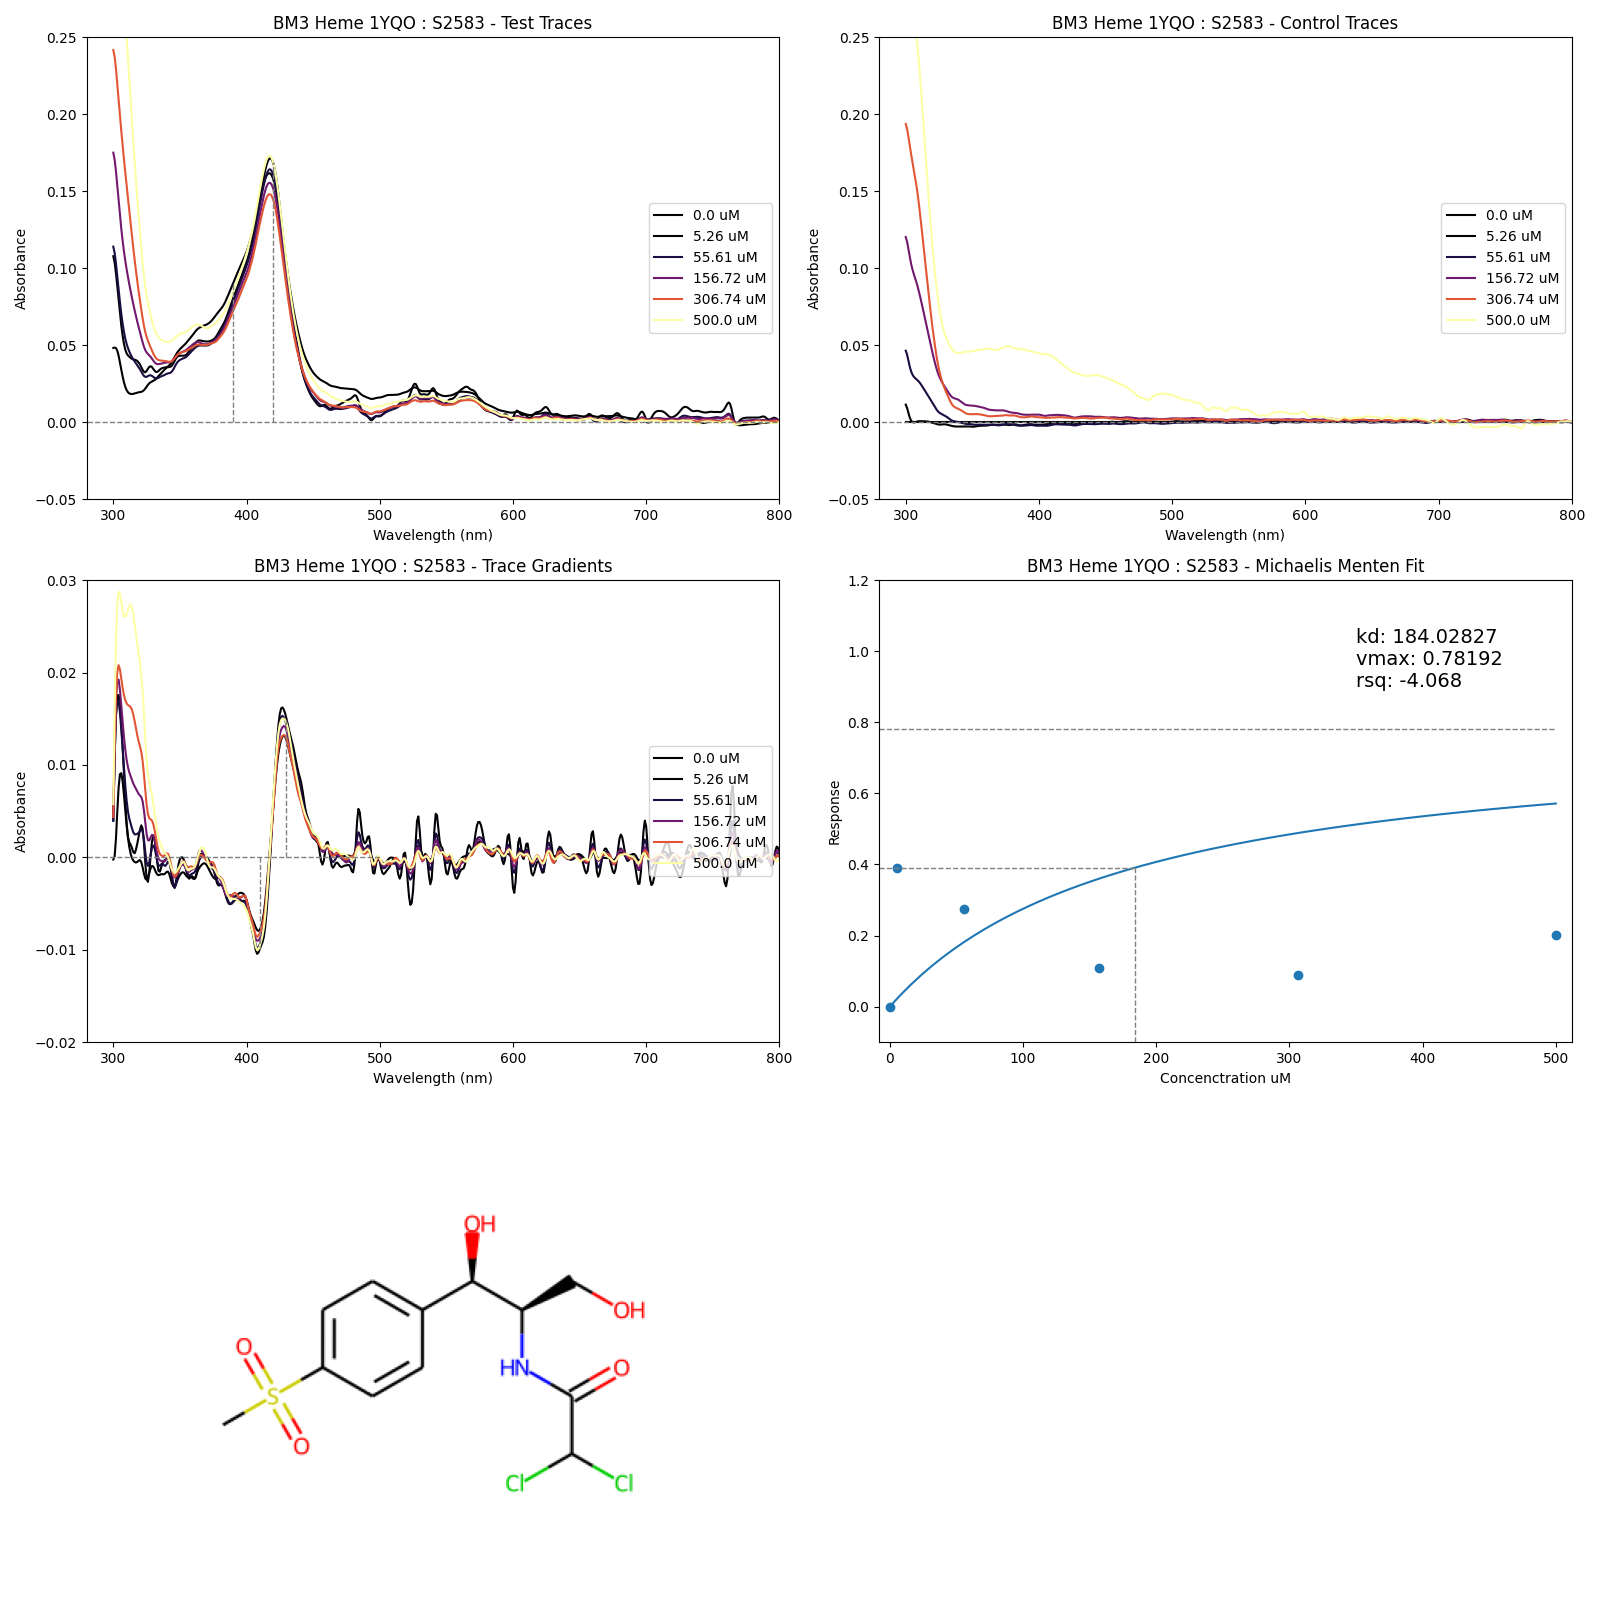 BM3 Heme 1YQO : S2583 - Test Traces
0.25
0.20
0.15
0.10
0.05
0.00
−0.05
Absorbance
300 400 500 600 700 800
Wavelength (nm)
0.0 uM
5.26 uM
55.61 uM
156.72 uM
306.74 uM
500.0 uM
BM3 Heme 1YQO : S2583 - Control Traces
0.25
0.20
0.15
0.10
0.05
0.00
−0.05
Absorbance
300 400 500 600 700 800
Wavelength (nm)
0.0 uM
5.26 uM
55.61 uM
156.72 uM
306.74 uM
500.0 uM
BM3 Heme 1YQO : S2583 - Trace Gradients
0.03
0.02
0.01
0.00
−0.01
−0.02
Absorbance
300 400 500 600 700 800
Wavelength (nm)
0.0 uM
5.26 uM
55.61 uM
156.72 uM
306.74 uM
500.0 uM
BM3 Heme 1YQO : S2583 - Michaelis Menten Fit
1.2
1.0
0.8
0.6
0.4
0.2
0.0
Response
kd: 184.02827
vmax: 0.78192
rsq: -4.068
0 100 200 300 400 500
Concenctration uM
OH
OH
O
HN
O
S
O
Cl
Cl